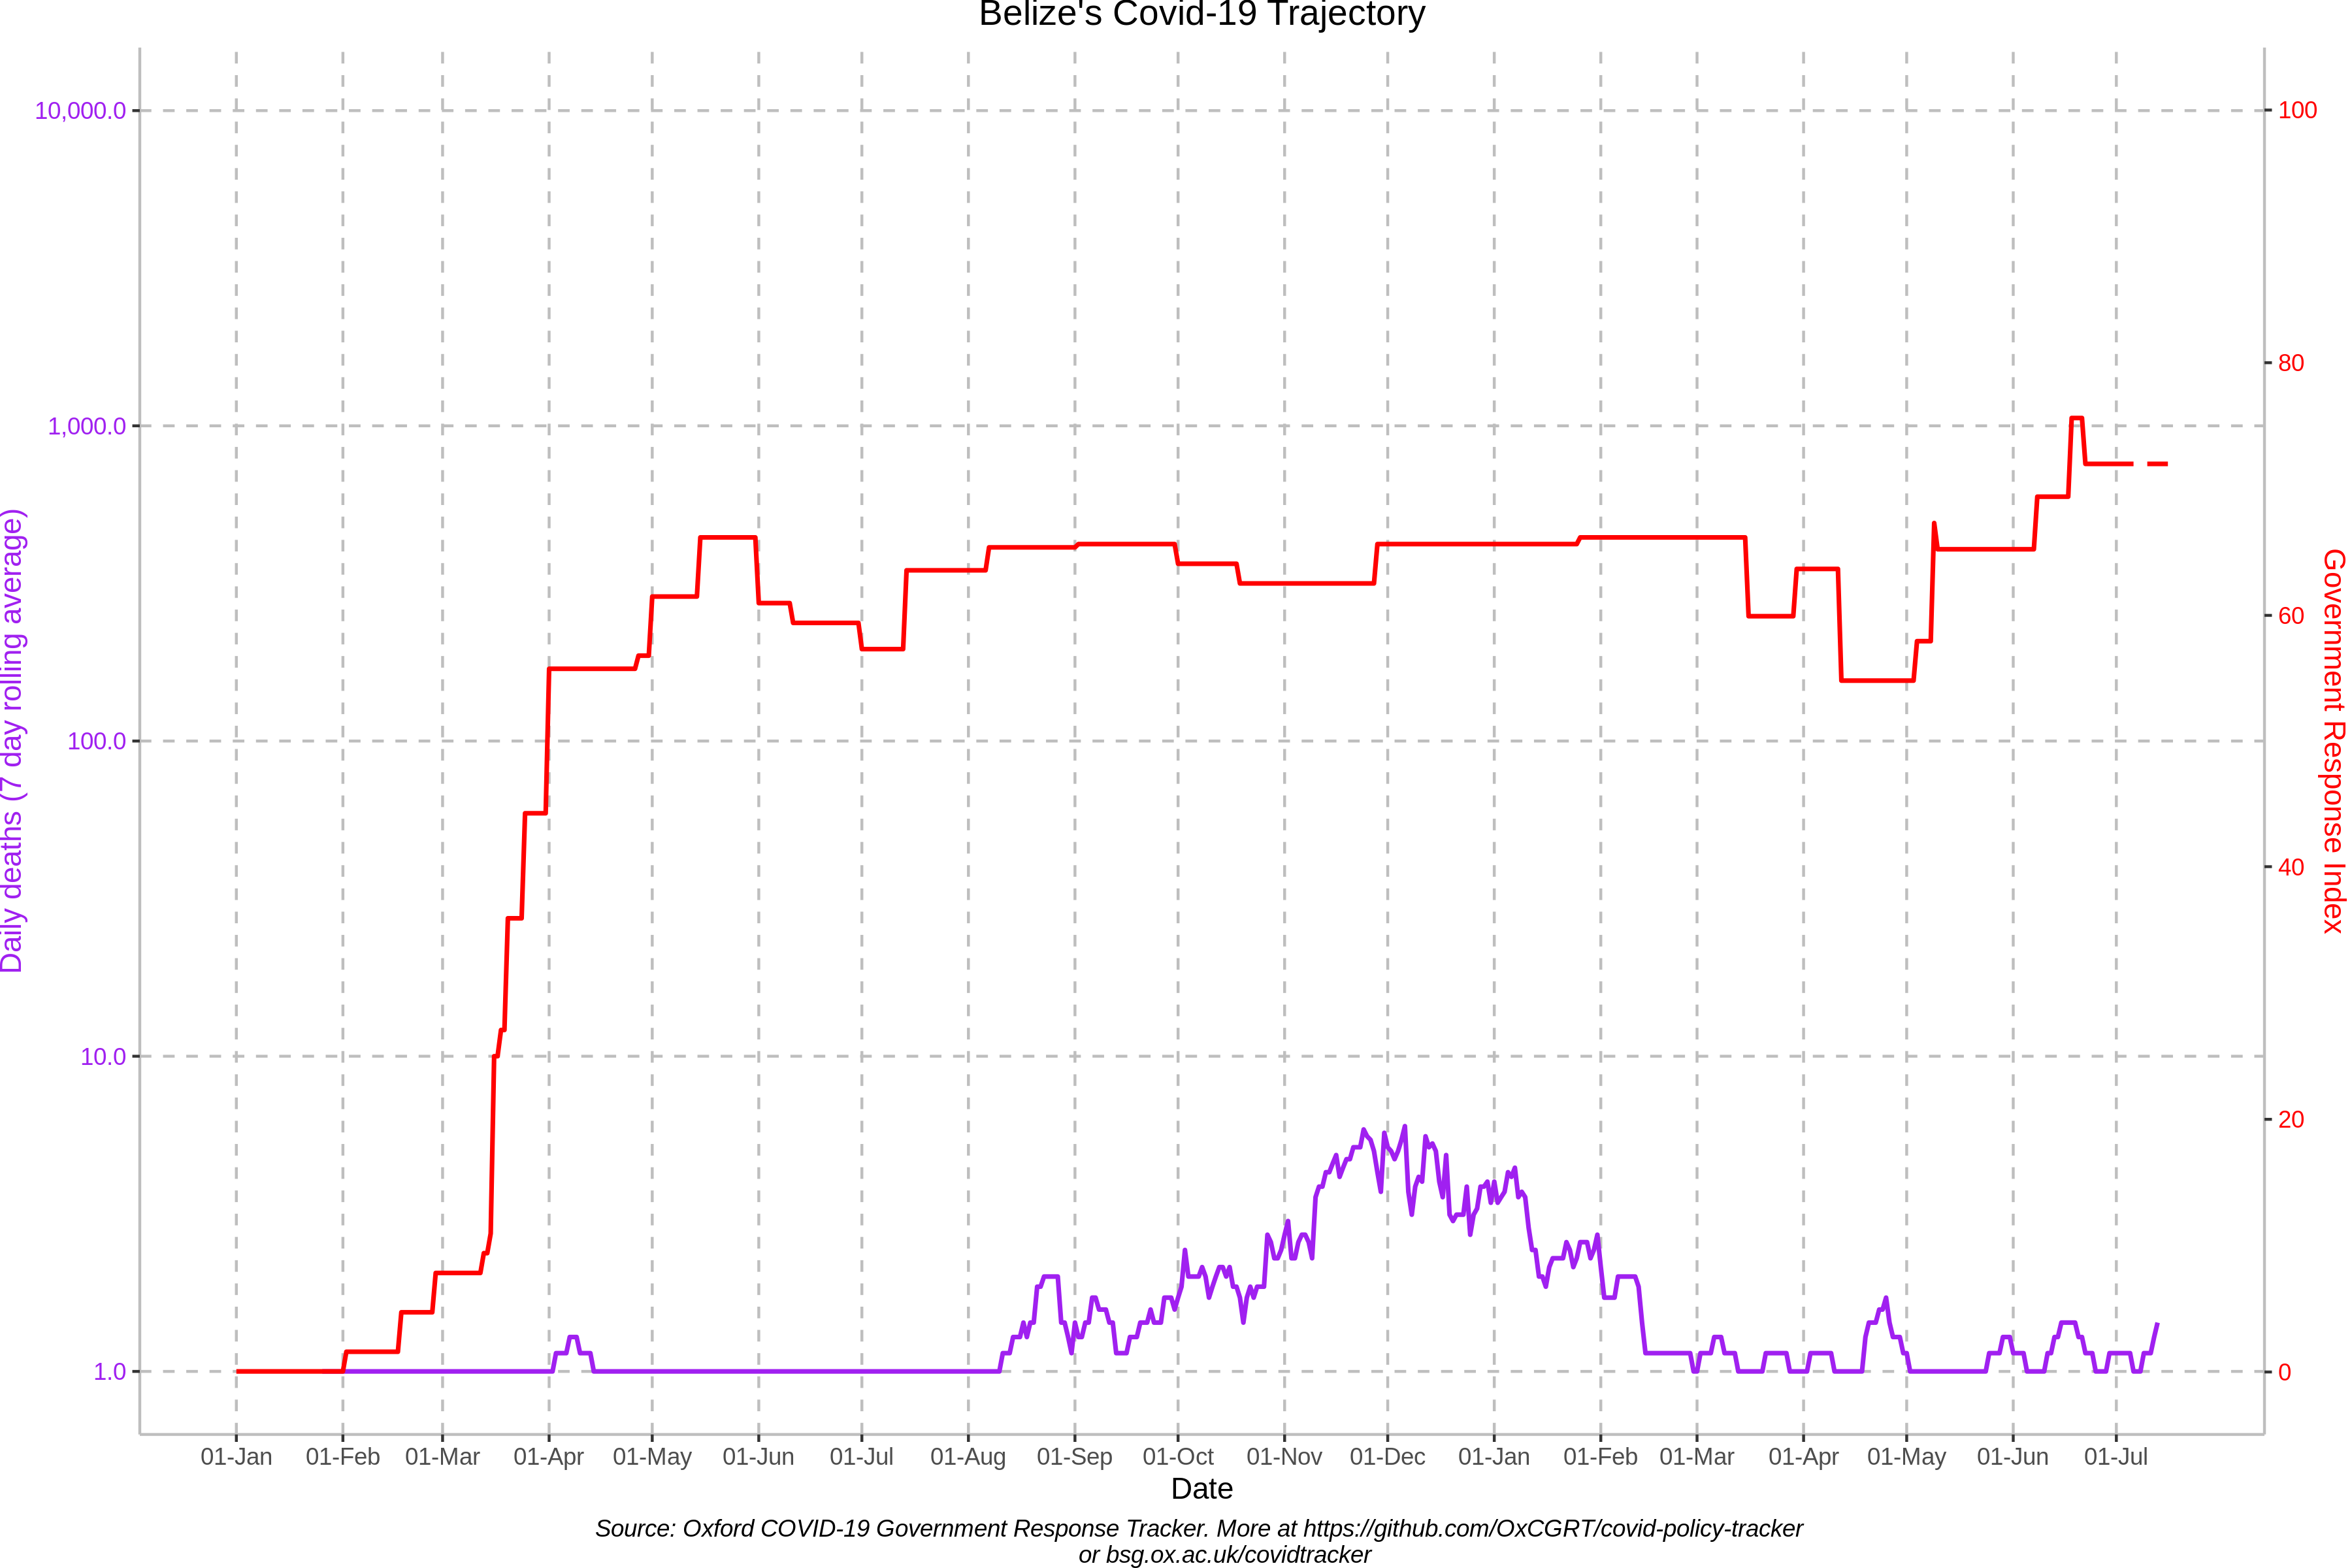 Belize's Covid-19 Trajectory
10,000.0
1,000.0
100.0
10.0
1.0
Daily deaths (7 day rolling average)
100
80
60
40
20
0
Government Response Index
01-Jan 01-Feb 01-Mar 01-Apr 01-May 01-Jun 01-Jul 01-Aug 01-Sep 01-Oct 01-Nov 01-Dec 01-Jan 01-Feb 01-Mar 01-Apr 01-May 01-Jun 01-Jul
Date
Source: Oxford COVID-19 Government Response Tracker. More at https://github.com/OxCGRT/covid-policy-tracker
or bsg.ox.ac.uk/covidtracker